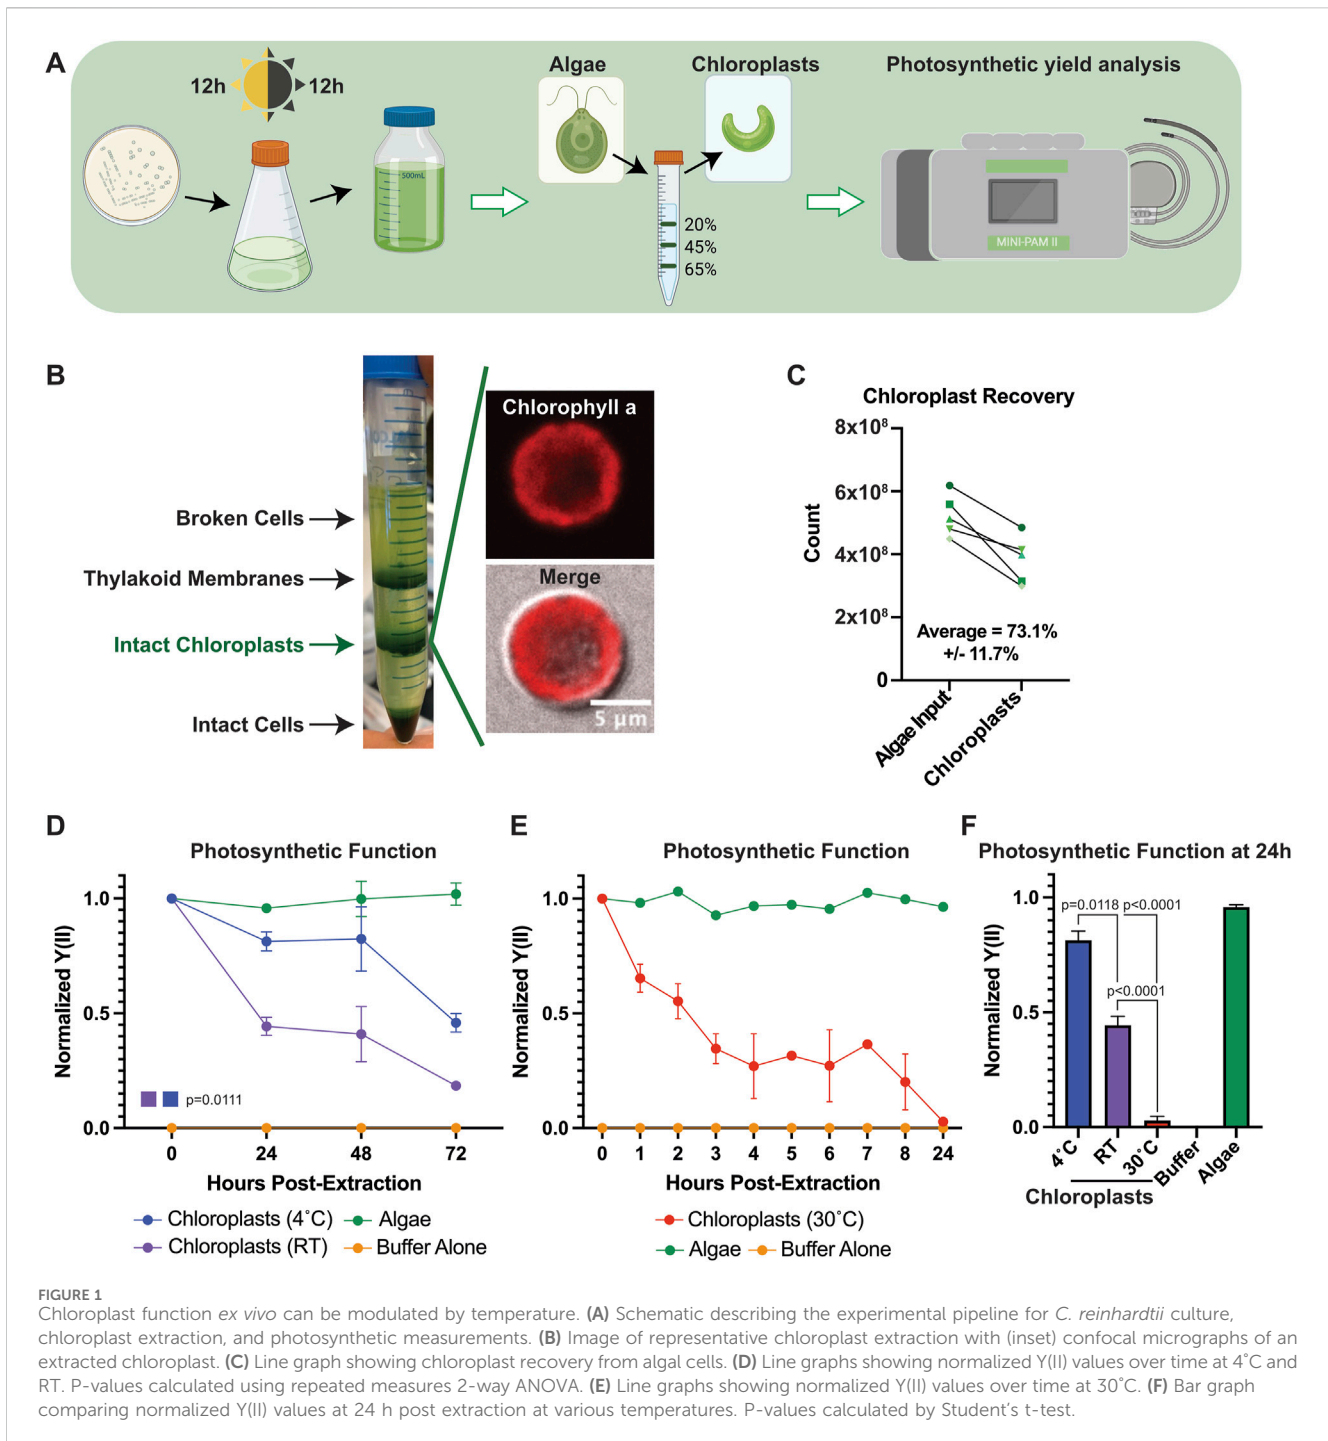 A
12h
12h
500mL
Algae
Chloroplasts
20%
45%
65%
Photosynthetic yield analysis
MINI-PAM II
B
Broken Cells
Thylakoid Membranes
Intact Chloroplasts
Intact Cells
Chlorophyll a
Merge
5 μm
C
Chloroplast Recovery
Count
8x10⁸
6x10⁸
4x10⁸
2x10⁸
0
Average = 73.1%
+/- 11.7%
Algae Input
Chloroplasts
D
Photosynthetic Function
Normalized Y(II)
1.0
0.5
0.0
p=0.0111
0 24 48 72
Hours Post-Extraction
Chloroplasts (4˚C) Algae
Chloroplasts (RT) Buffer Alone
E
Photosynthetic Function
Normalized Y(II)
1.0
0.5
0.0
0 1 2 3 4 5 6 7 8 24
Hours Post-Extraction
Chloroplasts (30˚C)
Algae Buffer Alone
F
Photosynthetic Function at 24h
Normalized Y(II)
1.0
0.5
0.0
p=0.0118 p<0.0001
p<0.0001
4˚C RT 30˚C Buffer Algae
Chloroplasts
FIGURE 1
Chloroplast function ex vivo can be modulated by temperature. (A) Schematic describing the experimental pipeline for C. reinhardtii culture,
chloroplast extraction, and photosynthetic measurements. (B) Image of representative chloroplast extraction with (inset) confocal micrographs of an
extracted chloroplast. (C) Line graph showing chloroplast recovery from algal cells. (D) Line graphs showing normalized Y(II) values over time at 4˚C and
RT. P-values calculated using repeated measures 2-way ANOVA. (E) Line graphs showing normalized Y(II) values over time at 30˚C. (F) Bar graph
comparing normalized Y(II) values at 24 h post extraction at various temperatures. P-values calculated by Student's t-test.